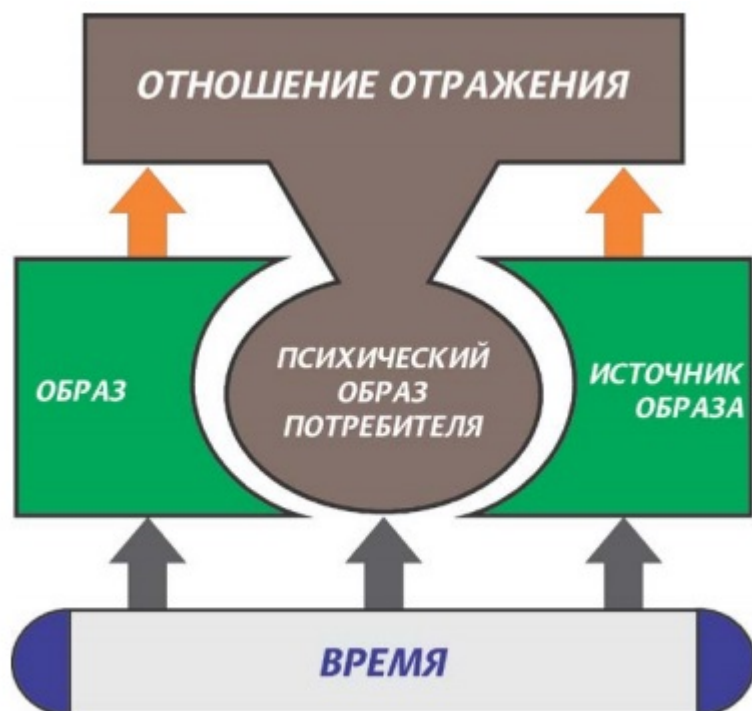 ОТНОШЕНИЕ ОТРАЖЕНИЯ
ОБРАЗ
ПСИХИЧЕСКИЙ
ОБРАЗ
ПОТРЕБИТЕЛЯ
ИСТОЧНИК
ОБРАЗА
ВРЕМЯ